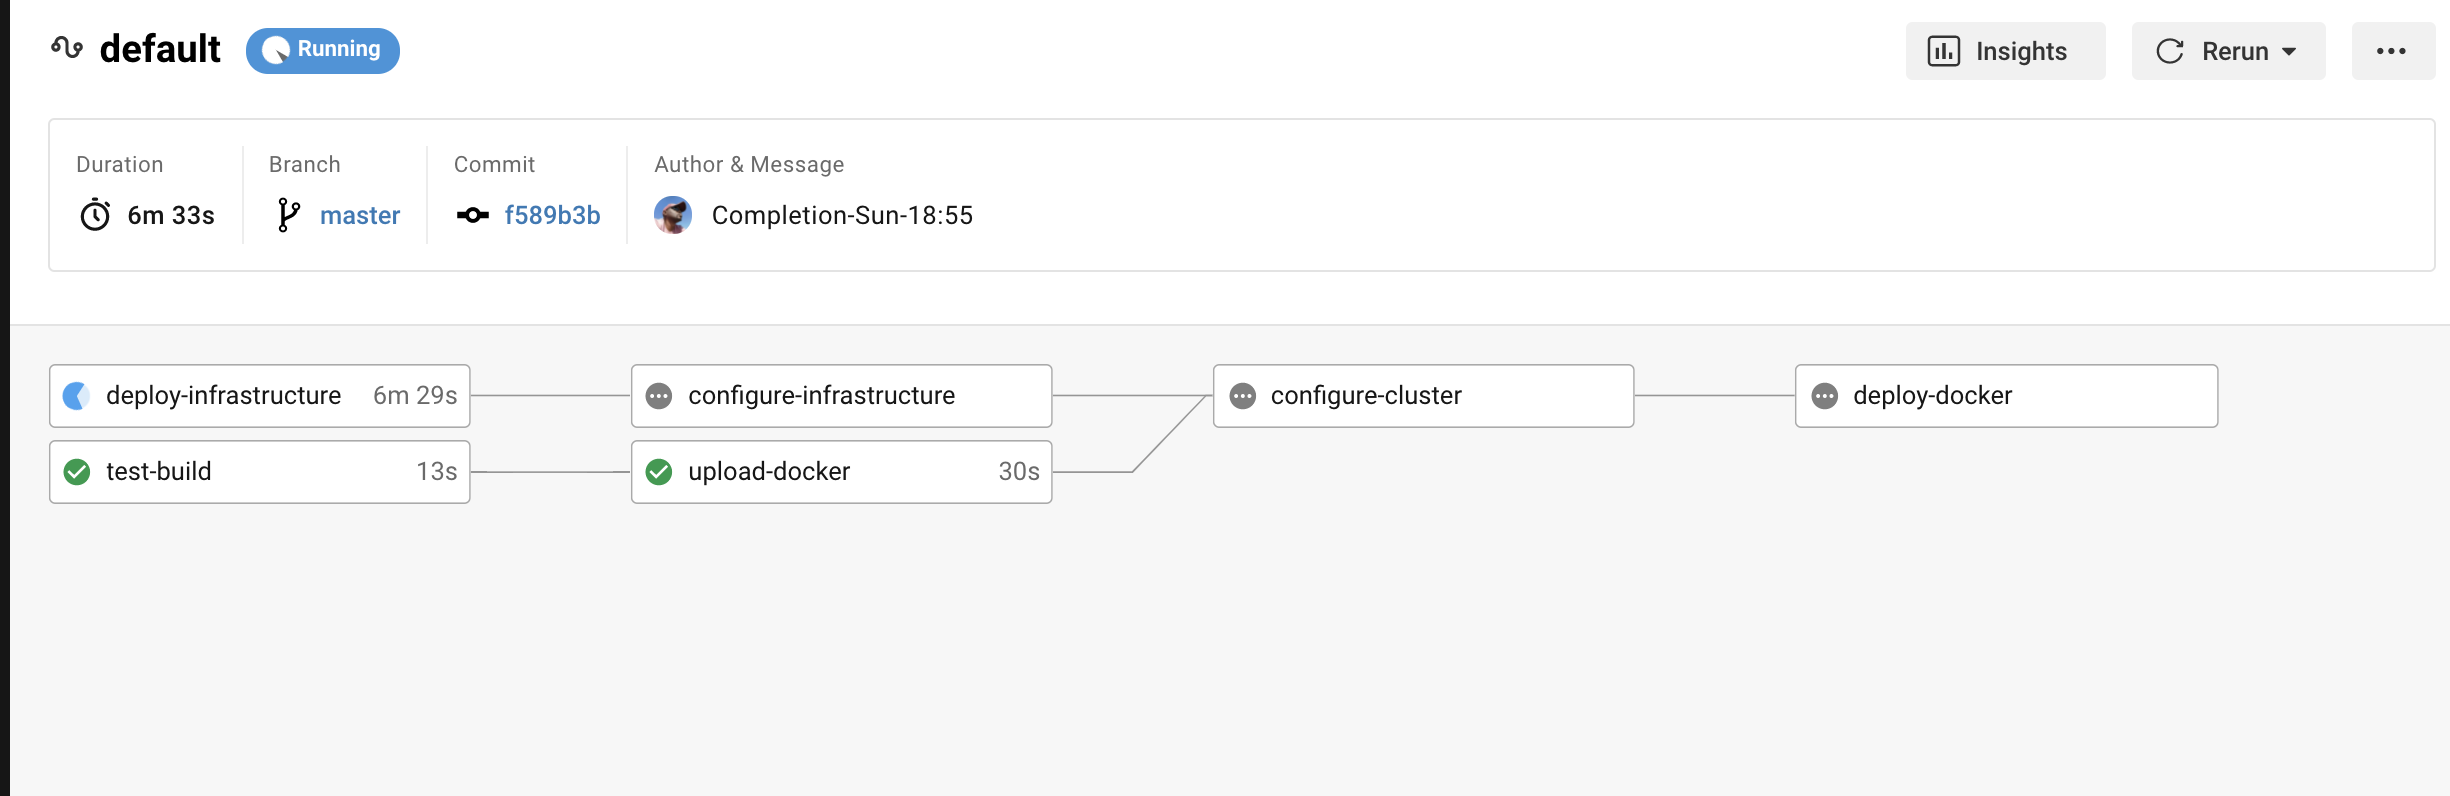 default
Running
Insights
Rerun
Duration
Branch
Commit
Author & Message
6m 33s
master
f589b3b
Completion-Sun-18:55
deploy-infrastructure 6m 29s
configure-infrastructure
configure-cluster
deploy-docker
test-build 13s
upload-docker 30s